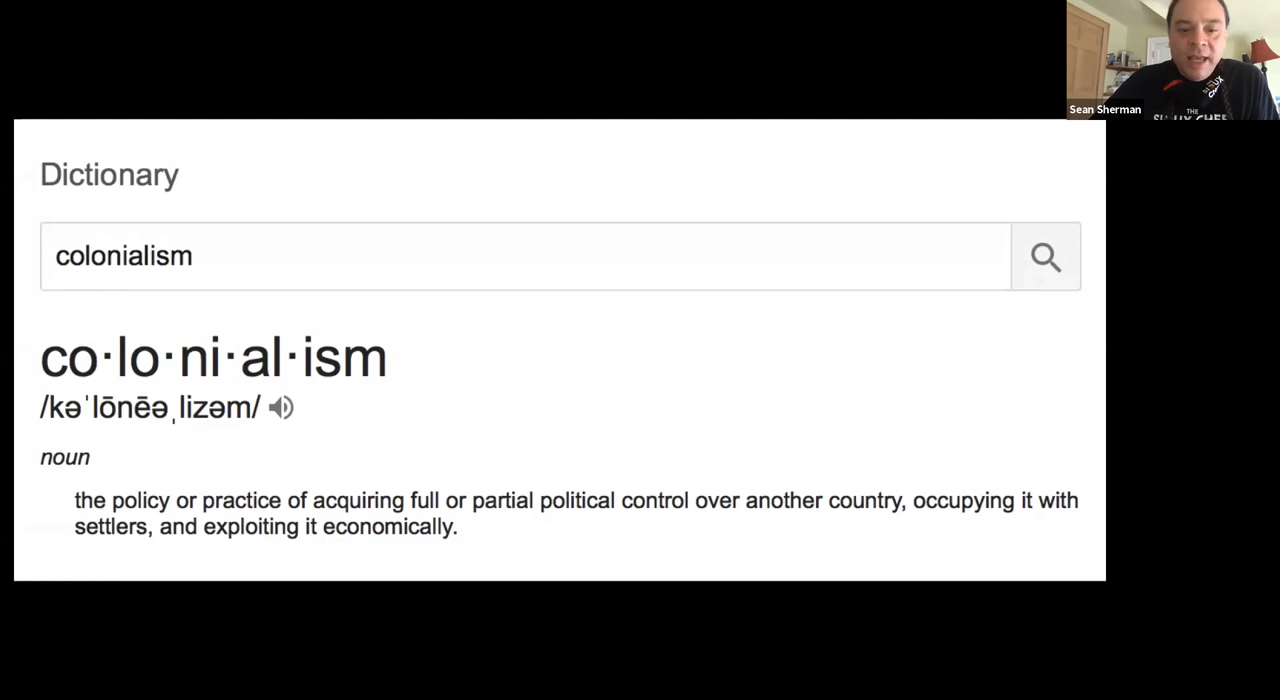 Sean Sherman
THE
Dictionary
colonialism
co·lo·ni·al·ism
/kəˈlōnēəˌlizəm/
noun
the policy or practice of acquiring full or partial political control over another country, occupying it with
settlers, and exploiting it economically.